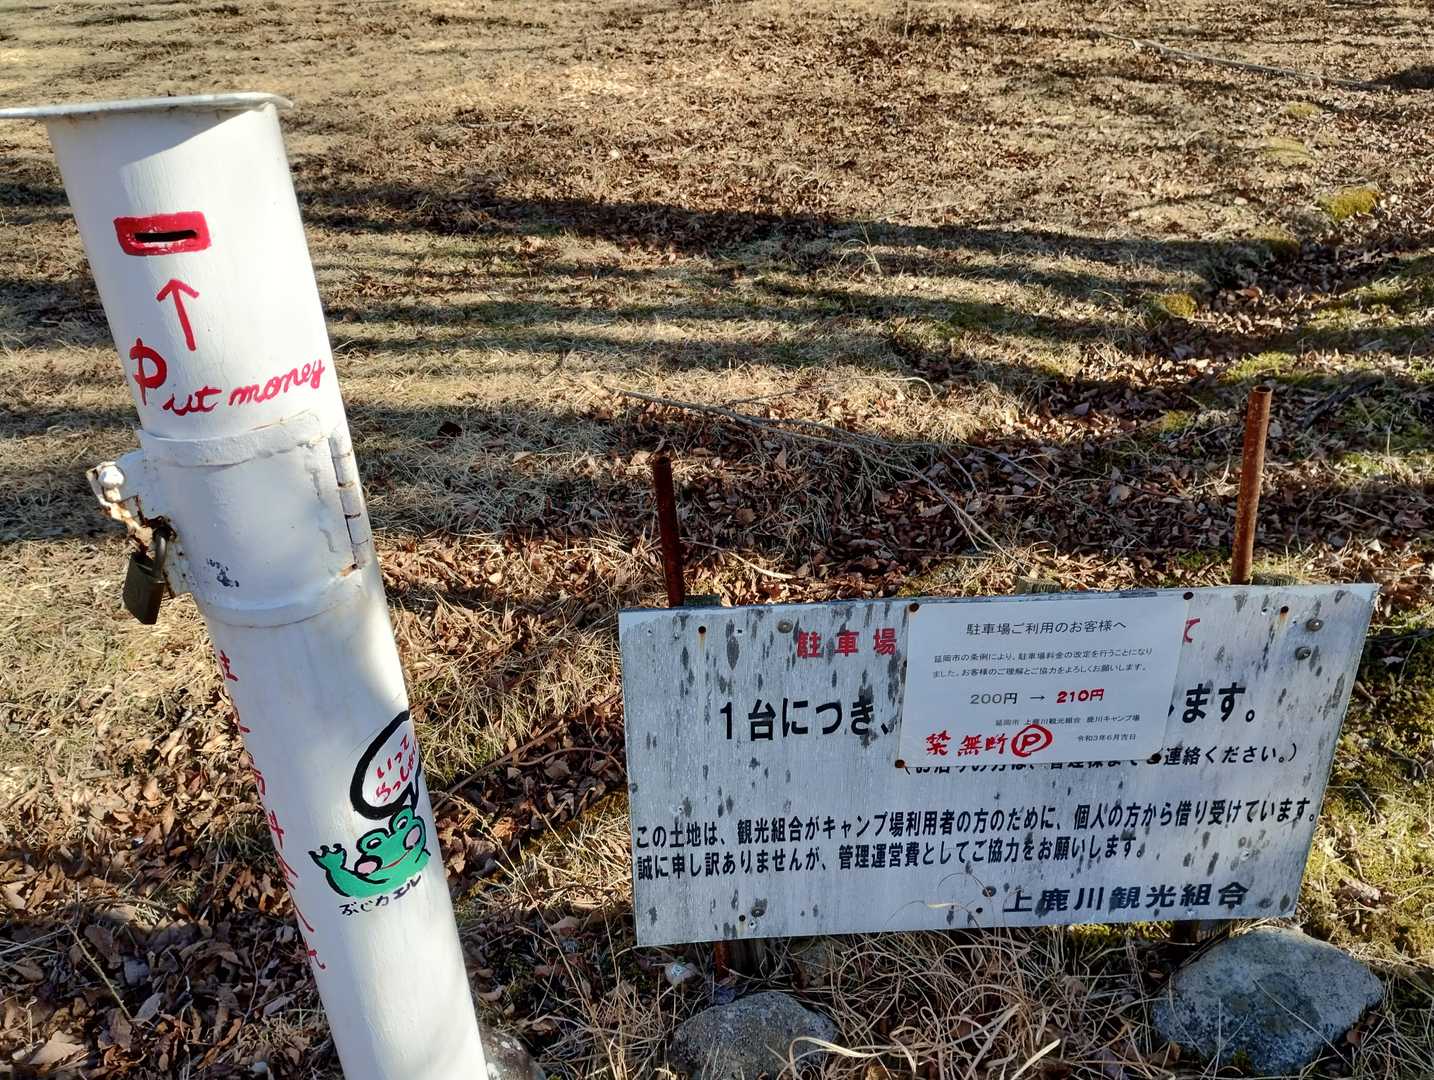 Put money
いって
らっしゃい
ぶじカエル
駐車場
て
1台につき、
します。
ご連絡ください。)
この土地は、観光組合がキャンプ場利用者の方のために、個人の方から借り受けています。
誠に申し訳ありませんが、管理運営費としてご協力をお願いします。
上鹿川観光組合
駐車場ご利用のお客様へ
延岡市の条例により、駐車場料金の改定を行うことになり
ました。お客様のご理解とご協力をよろしくお願いします。
200円 → 210円
延岡市 上鹿川観光組合 鹿川キャンプ場
令和3年6月吉日
禁無断P